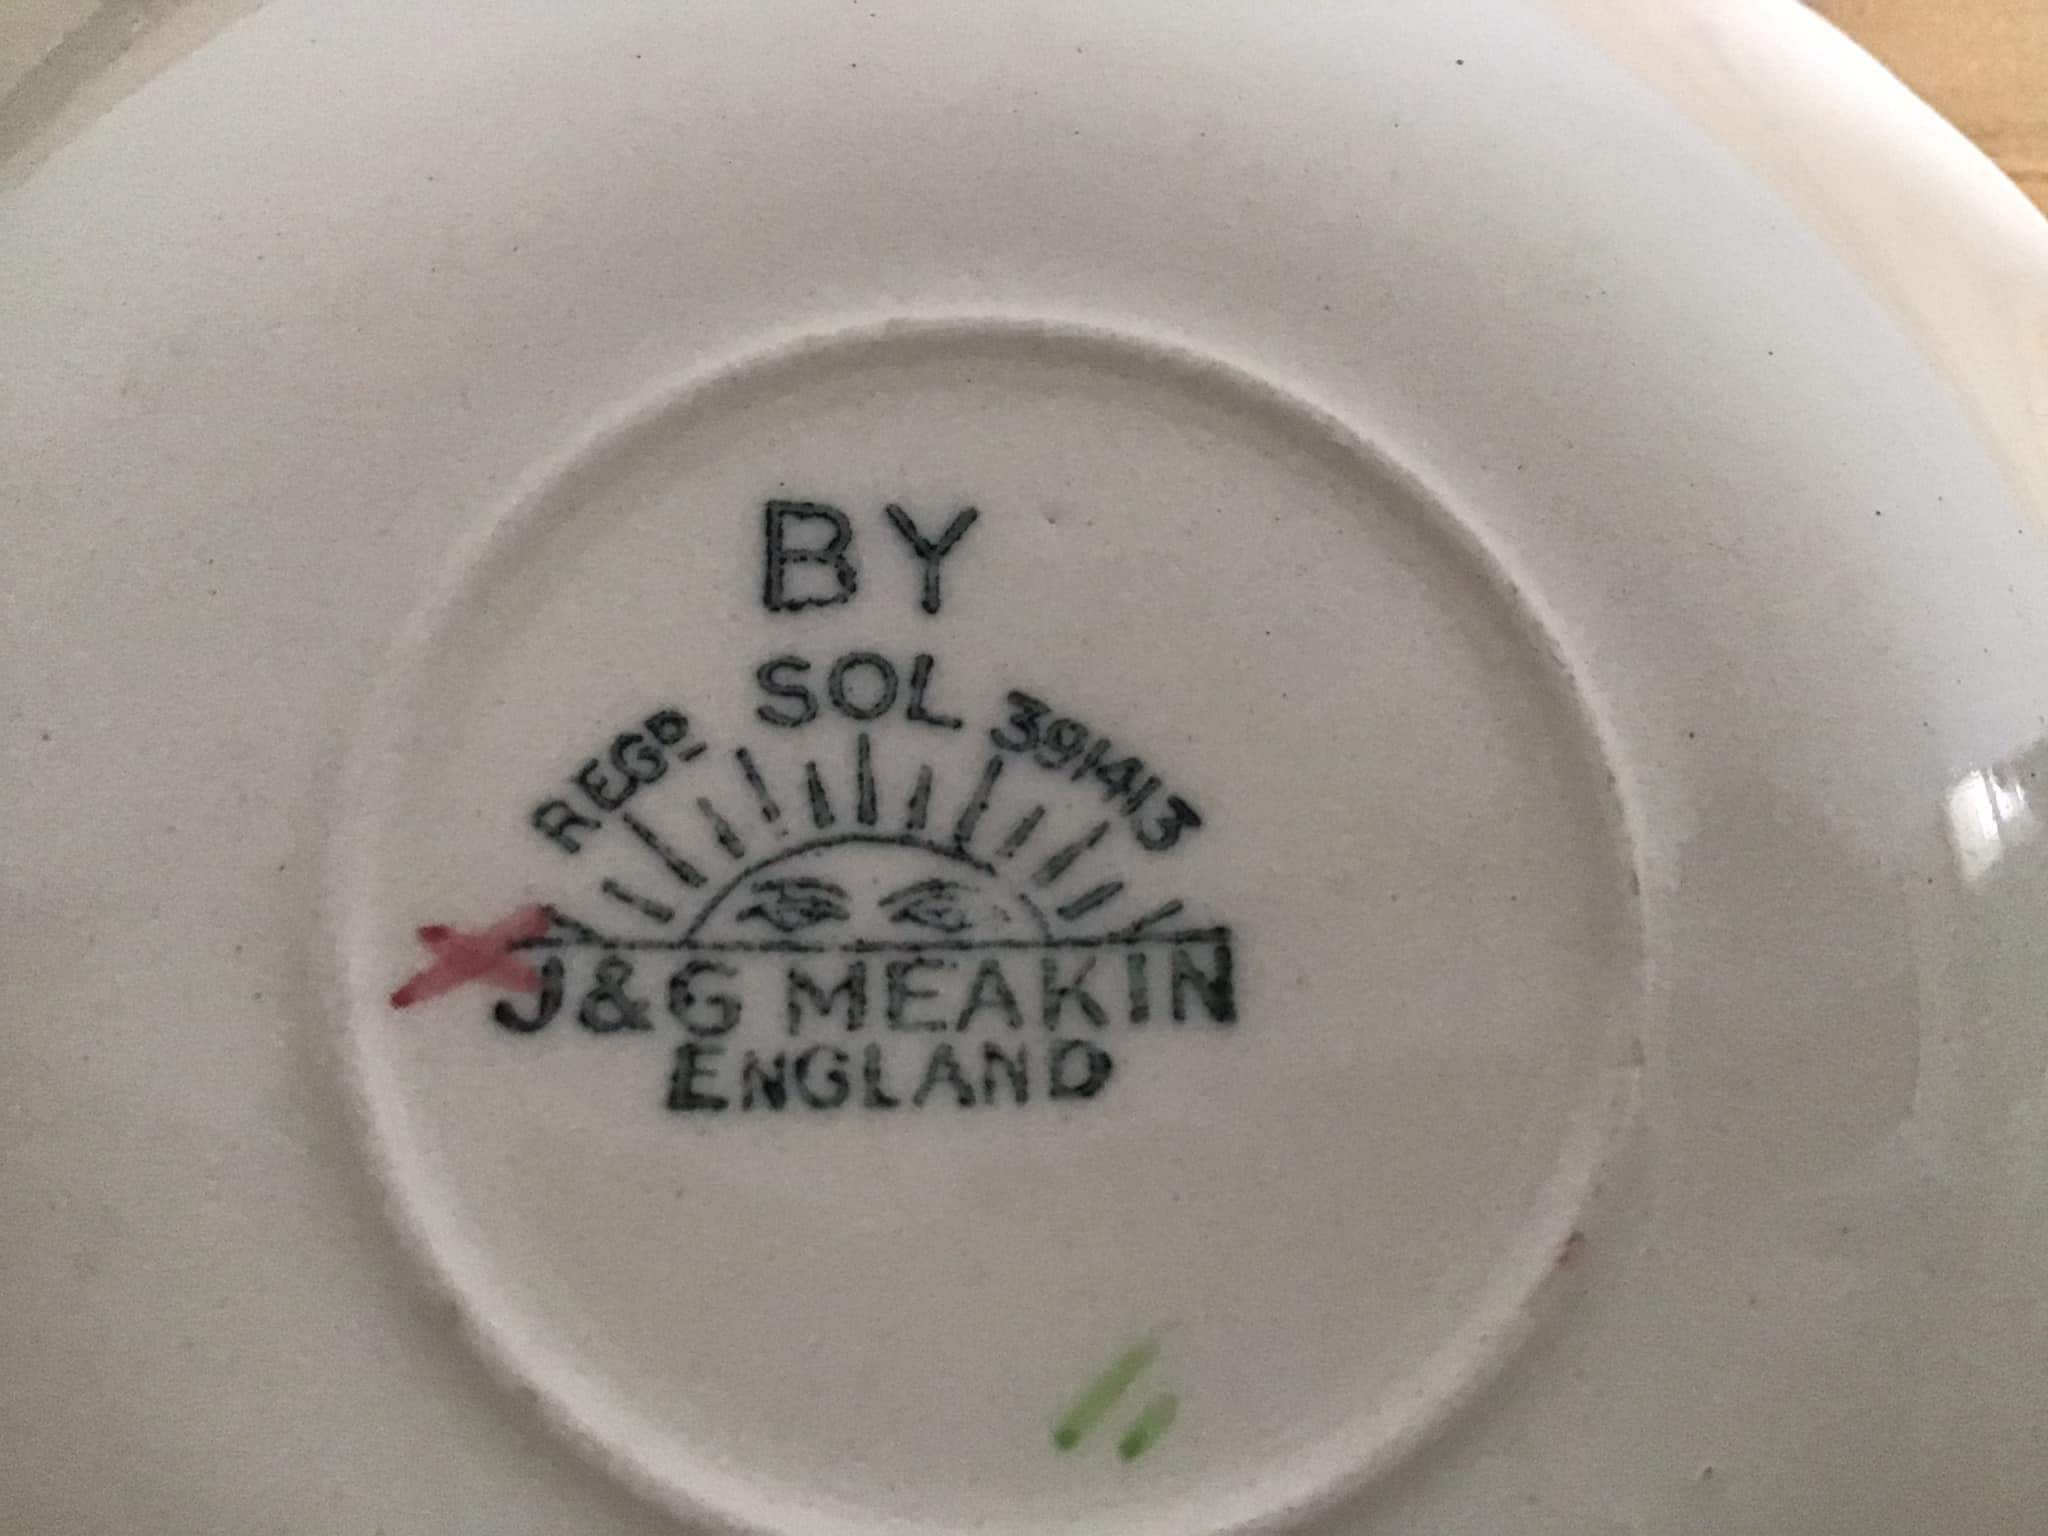 BY
SOL
REGD 391413
J&G MEAKIN
ENGLAND